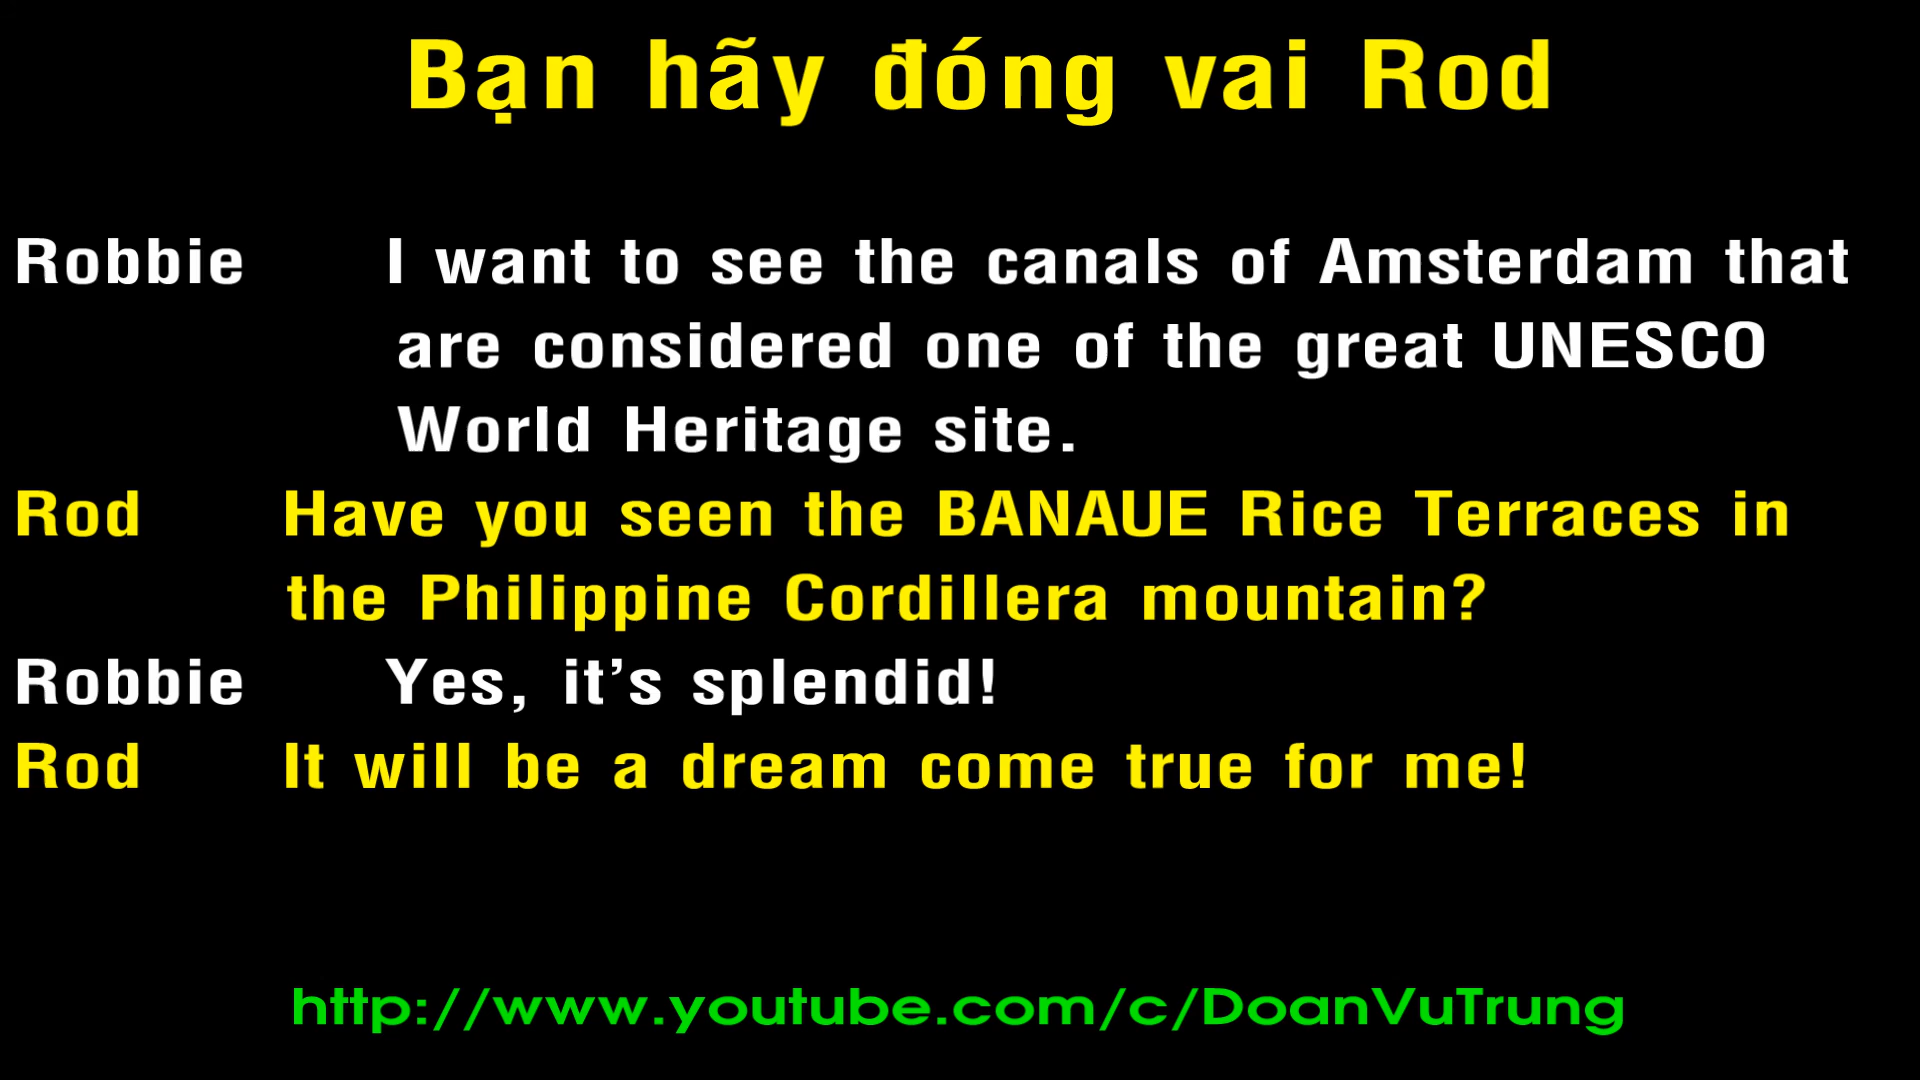 Bạn hãy đóng vai Rod
Robbie I want to see the canals of Amsterdam that
are considered one of the great UNESCO
World Heritage site.
Rod Have you seen the BANAUE Rice Terraces in
the Philippine Cordillera mountain?
Robbie Yes, it’s splendid!
Rod It will be a dream come true for me!
http://www.youtube.com/c/DoanVuTrung